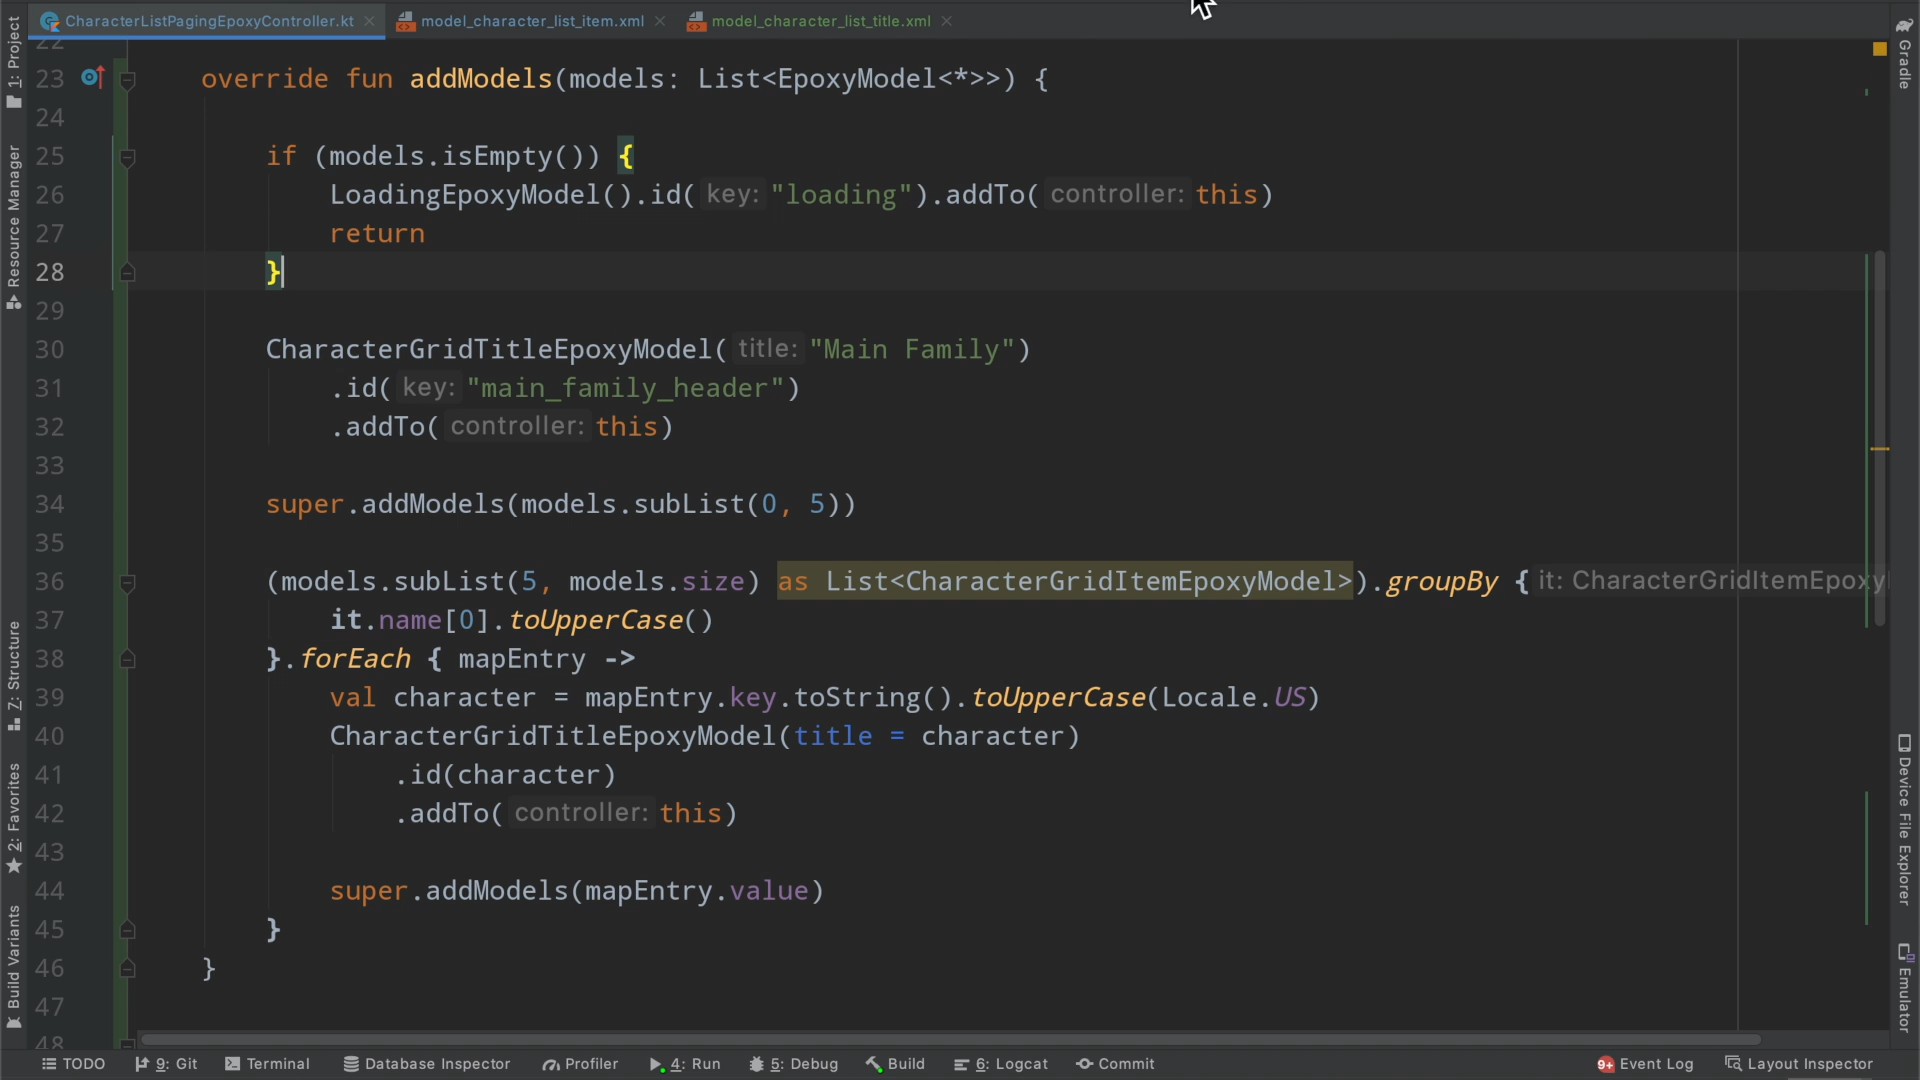 CharacterListPagingEpoxyController.kt
model_character_list_item.xml
model_character_list_title.xml
1: Project
Resource Manager
7: Structure
2: Favorites
Build Variants
22
23 override fun addModels(models: List<EpoxyModel<*>>) {
24
25 if (models.isEmpty()) {
26 LoadingEpoxyModel().id( key: "loading").addTo( controller: this)
27 return
28 }
29
30 CharacterGridTitleEpoxyModel( title: "Main Family")
31 .id( key: "main_family_header")
32 .addTo( controller: this)
33
34 super.addModels(models.subList(0, 5))
35
36 (models.subList(5, models.size) as List<CharacterGridItemEpoxyModel>).groupBy { it: CharacterGridItemEpoxy
37 it.name[0].toUpperCase()
38 }.forEach { mapEntry ->
39 val character = mapEntry.key.toString().toUpperCase(Locale.US)
40 CharacterGridTitleEpoxyModel(title = character)
41 .id(character)
42 .addTo( controller: this)
43
44 super.addModels(mapEntry.value)
45 }
46 }
47
48
Gradle
Device File Explorer
Emulator
TODO
9: Git
Terminal
Database Inspector
Profiler
4: Run
5: Debug
Build
6: Logcat
Commit
9+ Event Log
Layout Inspector